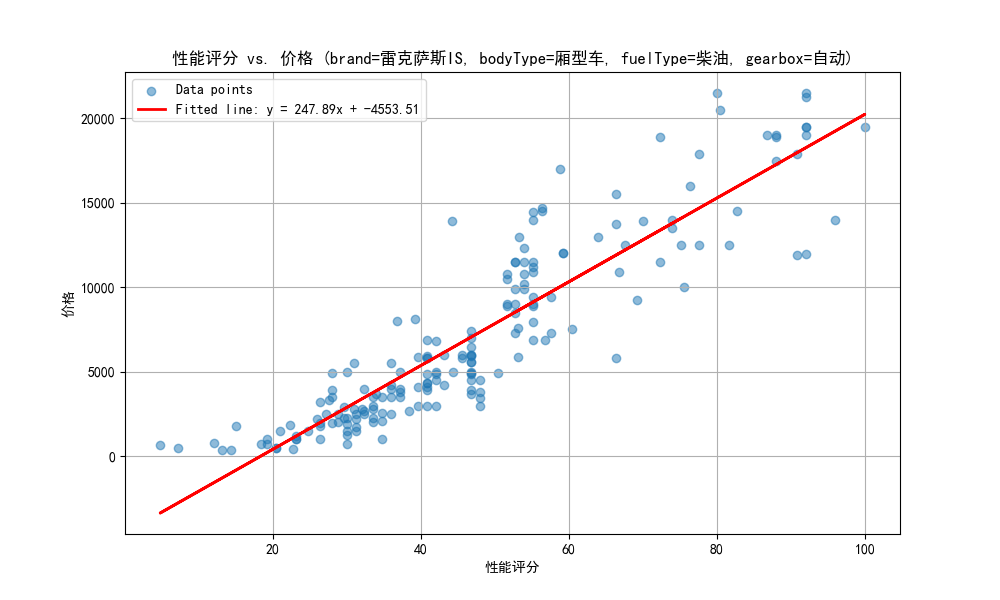 性能评分 vs. 价格 (brand=雷克萨斯IS, bodyType=厢型车, fuelType=柴油, gearbox=自动)
Data points
Fitted line: y = 247.89x + -4553.51
价格
20000
15000
10000
5000
0
20 40 60 80 100
性能评分